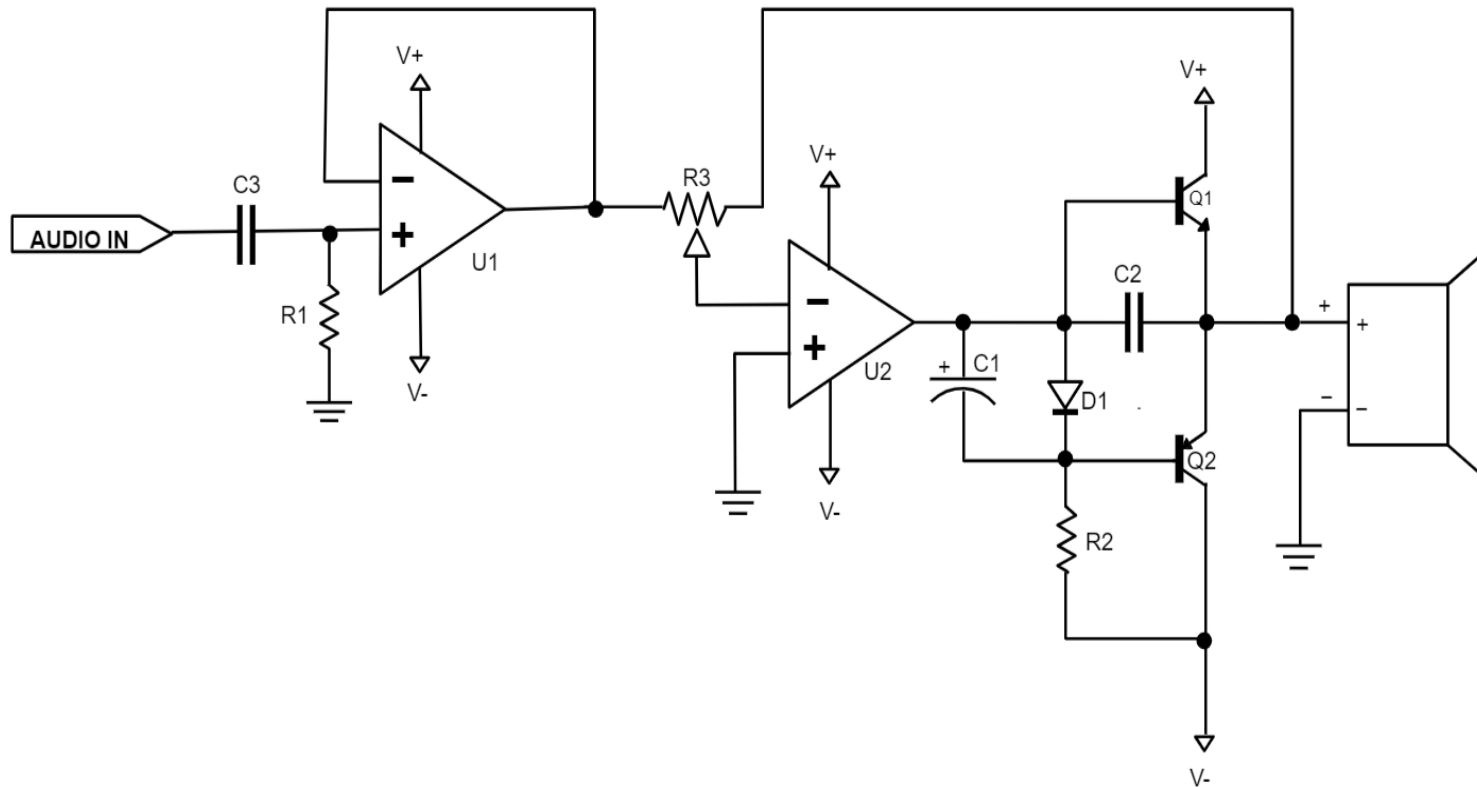 V+
V+
V+
C3
R3
Q1
AUDIO IN
−
+
U1
C2
R1
−
+
+
+
V-
U2
+
C1
D1
−
−
Q2
V-
R2
V-